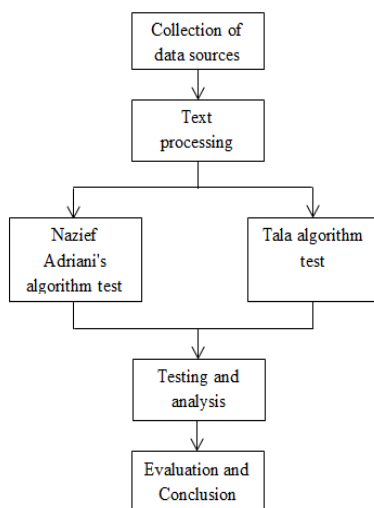 Collection of
data sources
Text
processing
Nazief
Adriani's
algorithm test
Tala algorithm
test
Testing and
analysis
Evaluation and
Conclusion